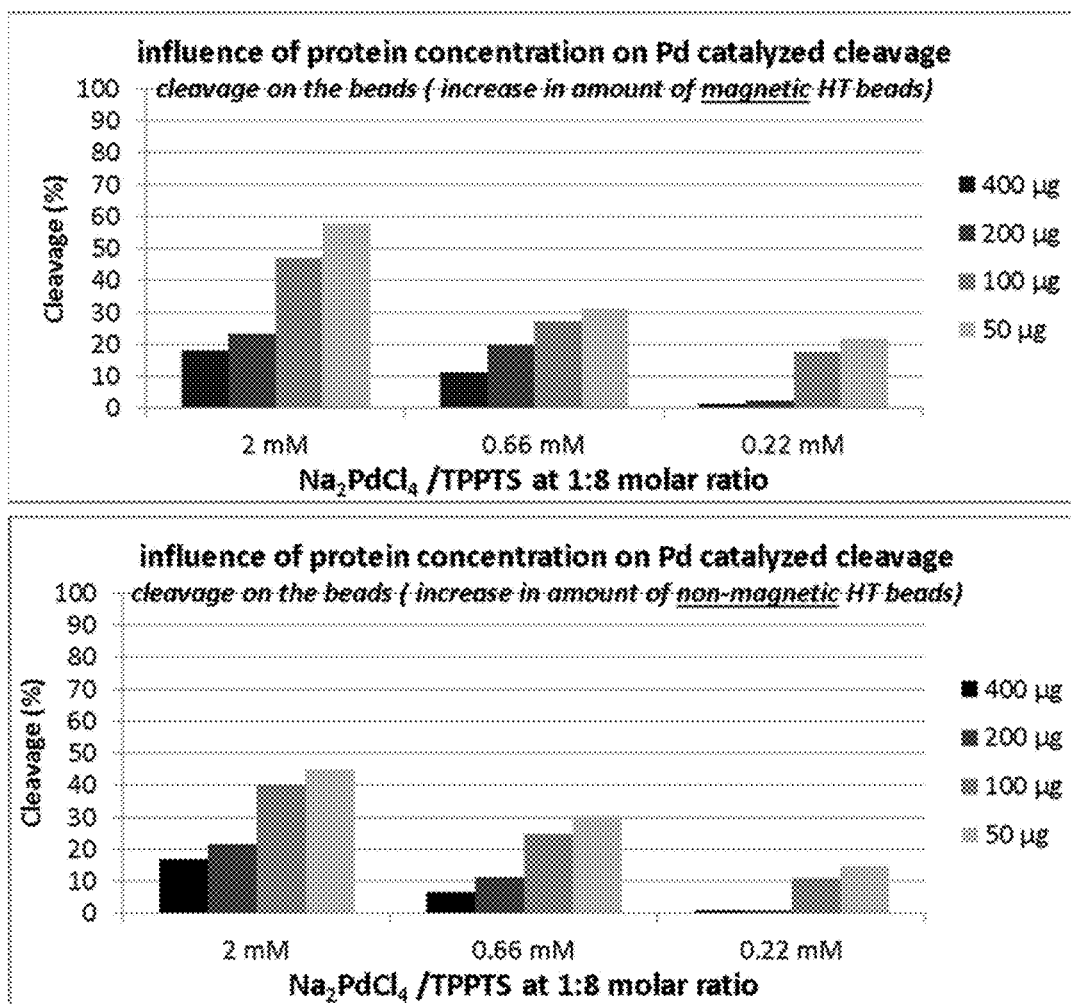 influence of protein concentration on Pd catalyzed cleavage
cleavage on the beads ( increase in amount of magnetic HT beads)
100
90
80
70
60
50
40
30
20
10
0
Cleavage (%)
2 mM
0.66 mM
0.22 mM
Na₂PdCl₄ /TPPTS at 1:8 molar ratio
400 µg
200 µg
100 µg
50 µg
influence of protein concentration on Pd catalyzed cleavage
cleavage on the beads ( increase in amount of non-magnetic HT beads)
100
90
80
70
60
50
40
30
20
10
0
Cleavage (%)
2 mM
0.66 mM
0.22 mM
Na₂PdCl₄ /TPPTS at 1:8 molar ratio
400 µg
200 µg
100 µg
50 µg